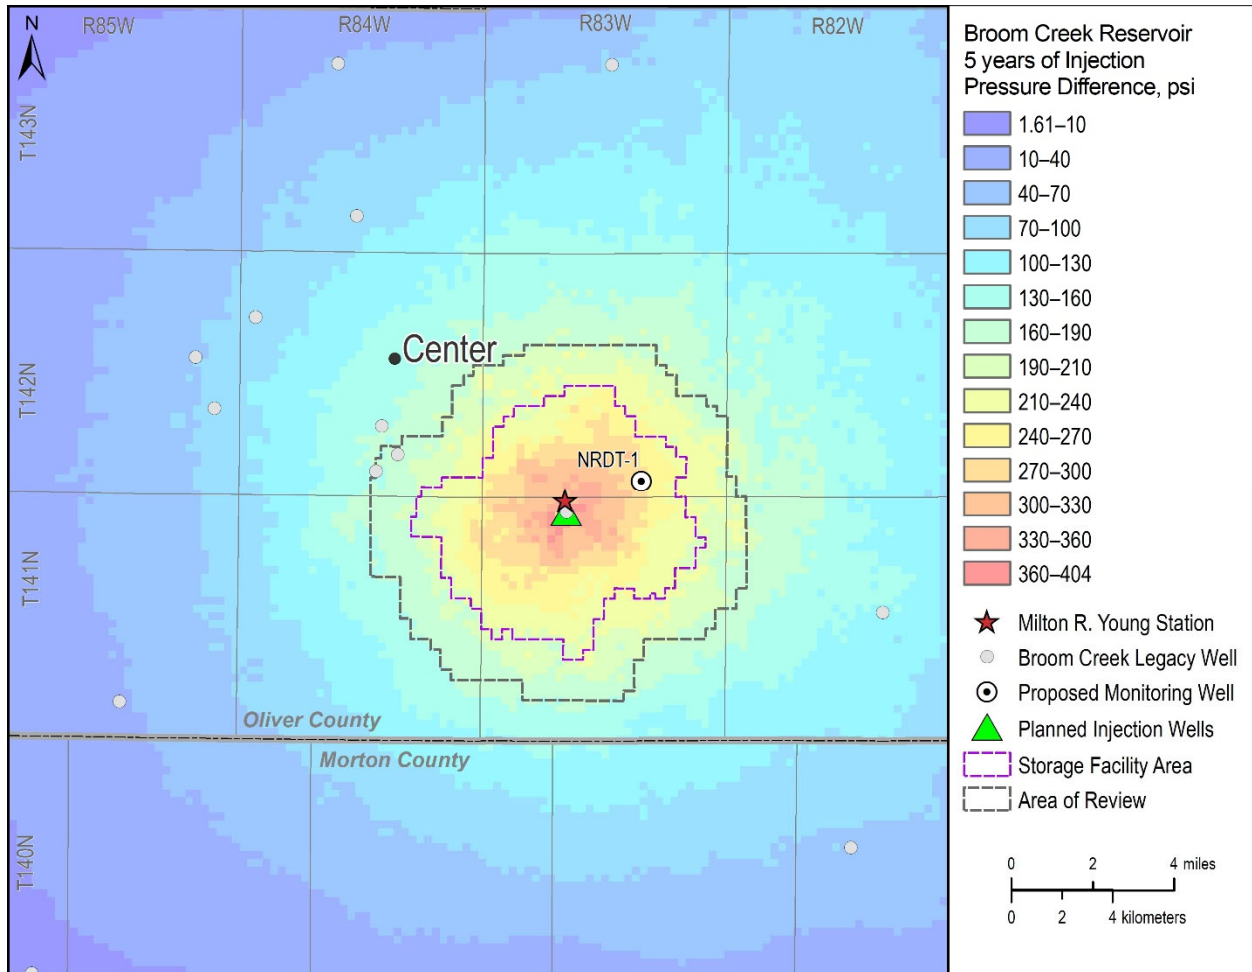 N
R85W
R84W
R83W
R82W
T143N
Center
T142N
NRDT-1
T141N
Oliver County
Morton County
T140N
Broom Creek Reservoir
5 years of Injection
Pressure Difference, psi
1.61–10
10–40
40–70
70–100
100–130
130–160
160–190
190–210
210–240
240–270
270–300
300–330
330–360
360–404
Milton R. Young Station
Broom Creek Legacy Well
Proposed Monitoring Well
Planned Injection Wells
Storage Facility Area
Area of Review
0 2 4 miles
0 2 4 kilometers